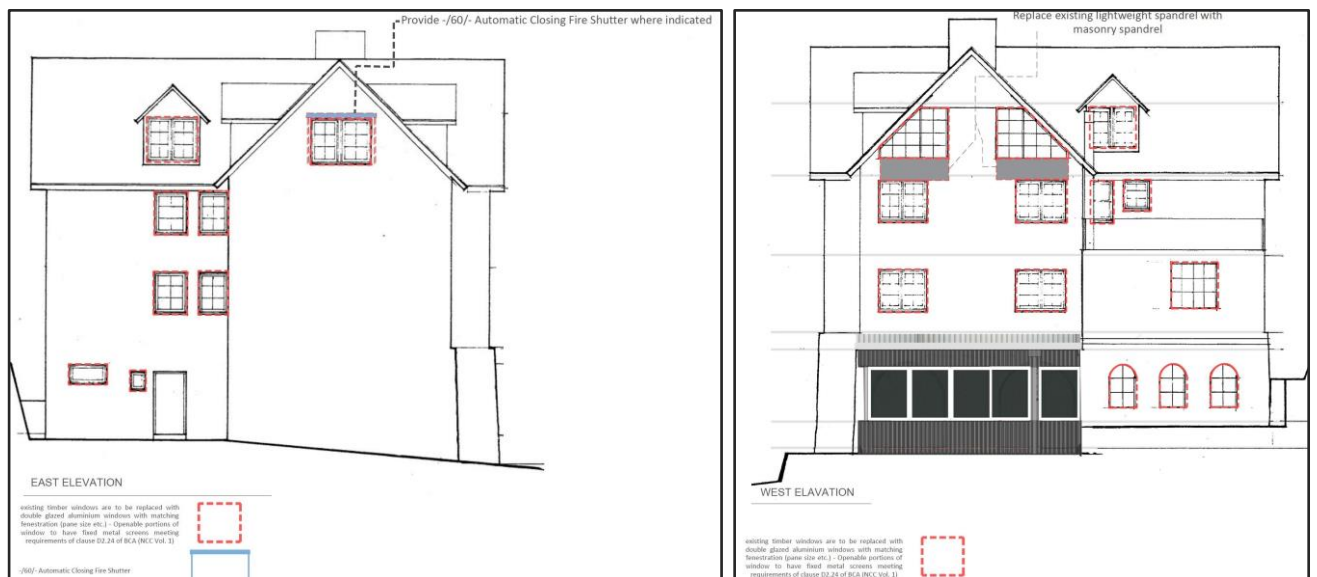 Provide -/60/- Automatic Closing Fire Shutter where indicated
EAST ELEVATION
existing timber windows are to be replaced with
double glazed aluminium windows with matching
fenestration (pane size etc.) - Openable portions of
window to have fixed metal screens meeting
requirements of clause D2.24 of BCA (NCC Vol. 1)
-/60/- Automatic Closing Fire Shutter
Replace existing lightweight spandrel with
masonry spandrel
WEST ELAVATION
existing timber windows are to be replaced with
double glazed aluminium windows with matching
fenestration (pane size etc.) - Openable portions of
window to have fixed metal screens meeting
requirements of clause D2.24 of BCA (NCC Vol. 1)